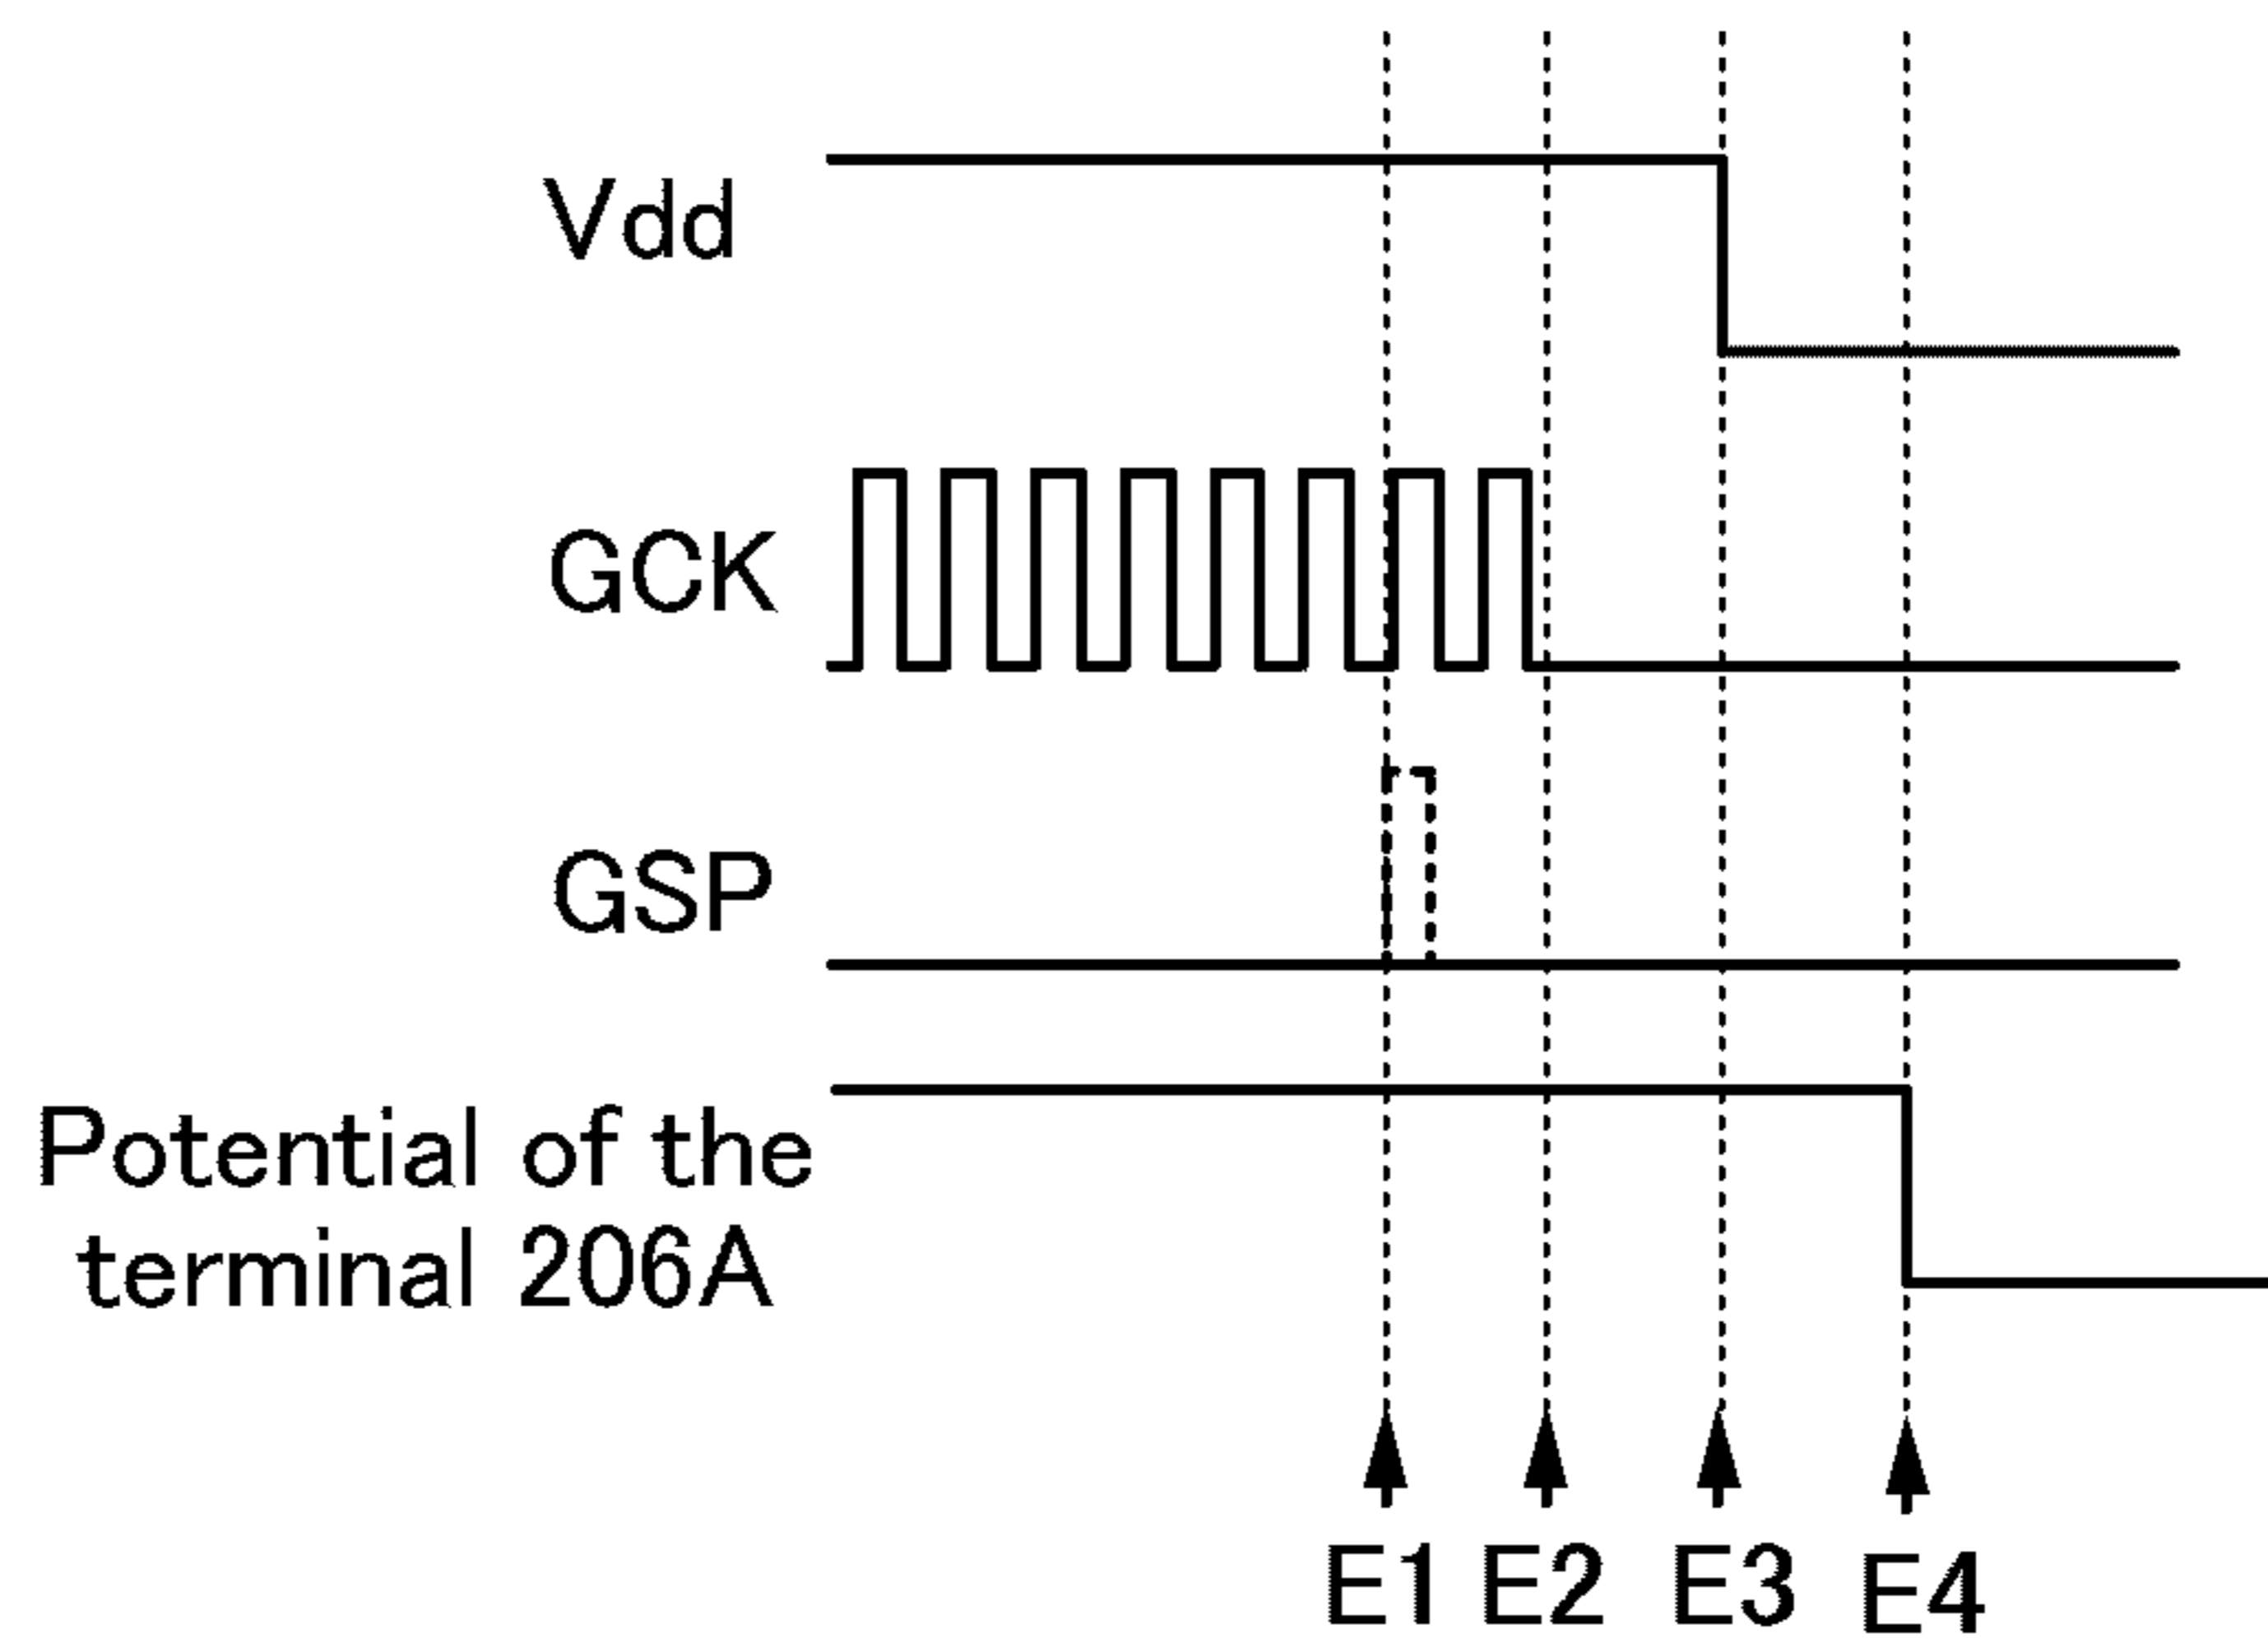 Vdd
GCK
GSP
Potential of the
terminal 206A
E1 E2 E3 E4